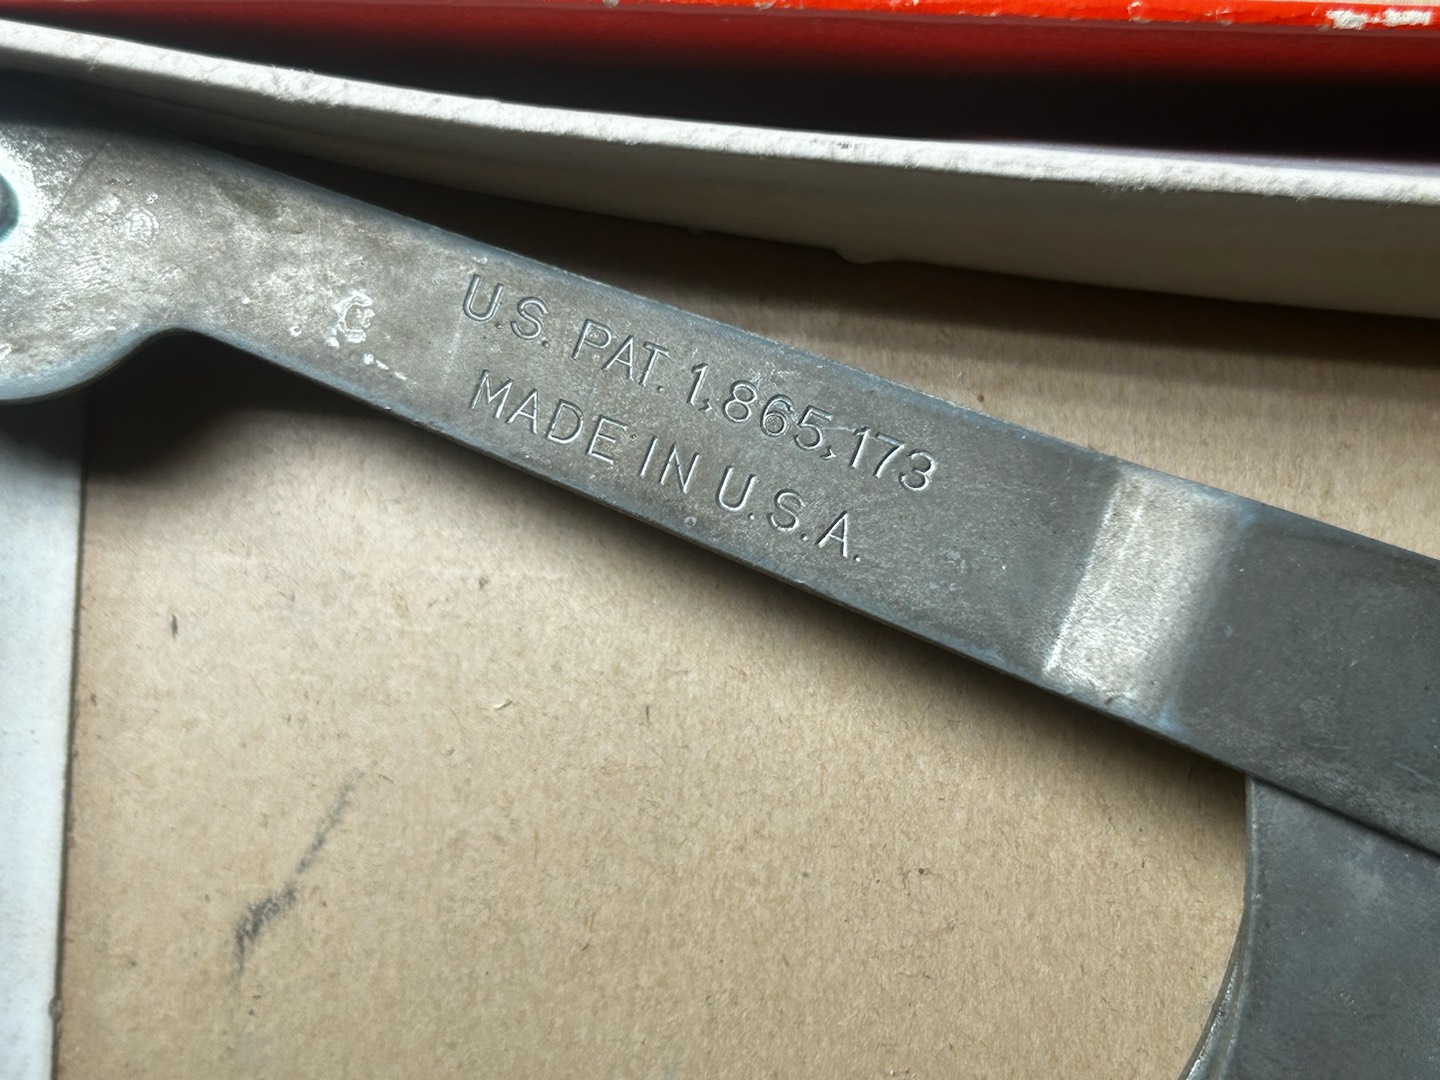 U.S. PAT. 1,865,173
MADE IN U.S.A.